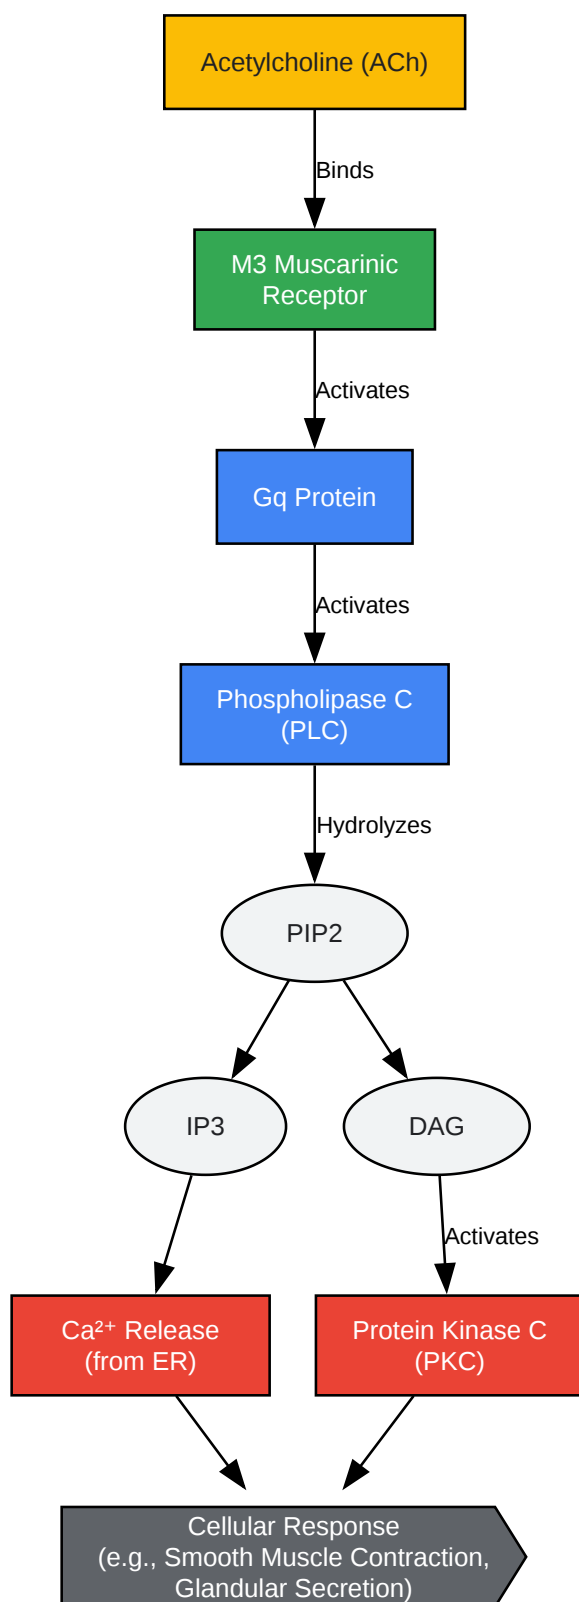 Acetylcholine (ACh)
Binds
M3 Muscarinic
Receptor
Activates
Gq Protein
Activates
Phospholipase C
(PLC)
Hydrolyzes
PIP2
IP3
DAG
Activates
Ca²⁺ Release
(from ER)
Protein Kinase C
(PKC)
Cellular Response
(e.g., Smooth Muscle Contraction,
Glandular Secretion)